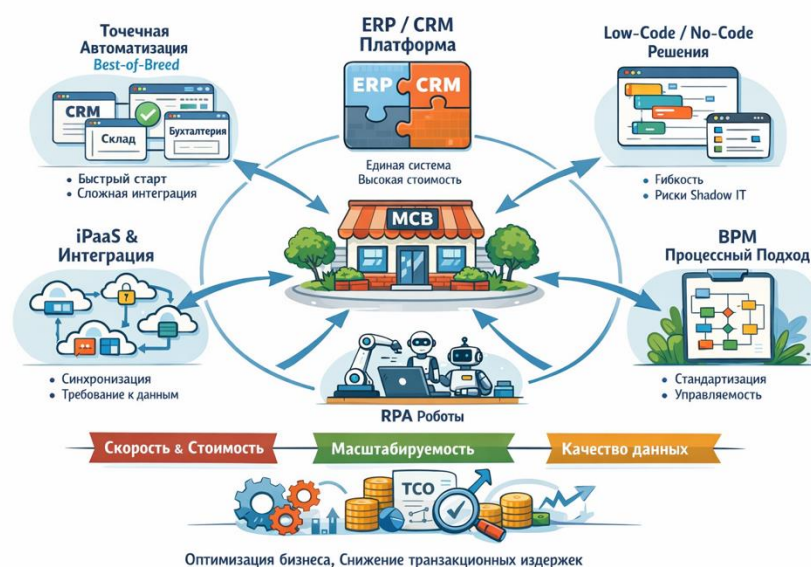 Точечная
Автоматизация
Best-of-Breed
CRM
Склад
Бухгалтерия
• Быстрый старт
• Сложная интеграция
ERP / CRM
Платформа
ERP
CRM
Единая система
Высокая стоимость
Low-Code / No-Code
Решения
• Гибкость
• Риски Shadow IT
МСВ
iPaaS &
Интеграция
• Синхронизация
• Требование к данным
BPM
Процессный Подход
• Стандартизация
• Управляемость
RPA Роботы
Скорость & Стоимость
Масштабируемость
Качество данных
TCO
Оптимизация бизнеса, Снижение транзакционных издержек